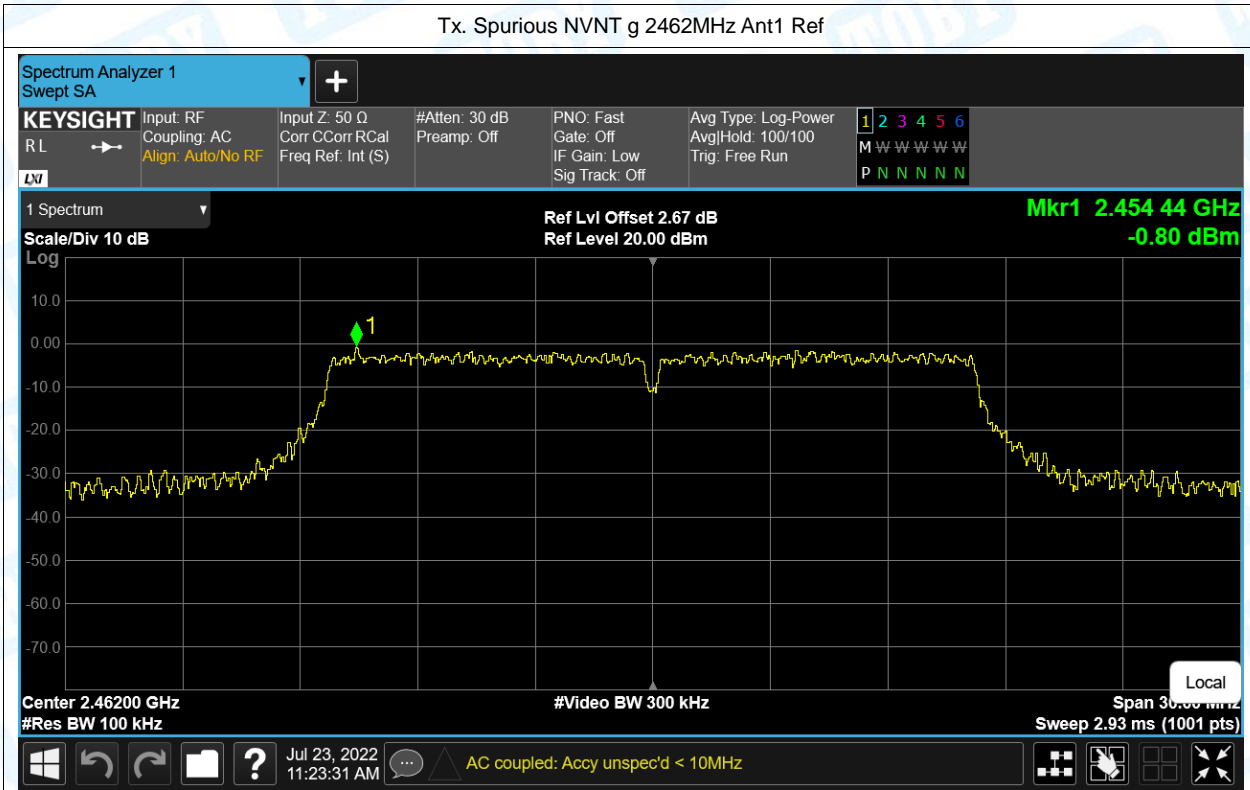 Tx. Spurious NVNT g 2462MHz Ant1 Ref
Spectrum Analyzer 1
Swept SA
KEYSIGHT
R L
LXI
Input: RF
Coupling: AC
Align: Auto/No RF
Input Z: 50 Ω
Corr CCorr RCal
Freq Ref: Int (S)
#Atten: 30 dB
Preamp: Off
PNO: Fast
Gate: Off
IF Gain: Low
Sig Track: Off
Avg Type: Log-Power
Avg|Hold: 100/100
Trig: Free Run
1 2 3 4 5 6
M W W W W W
P N N N N N
1 Spectrum
Scale/Div 10 dB
Ref Lvl Offset 2.67 dB
Ref Level 20.00 dBm
Mkr1 2.454 44 GHz
-0.80 dBm
Log
10.0
0.00
-10.0
-20.0
-30.0
-40.0
-50.0
-60.0
-70.0
1
Local
Center 2.46200 GHz
#Video BW 300 kHz
Span 30.00 MHz
#Res BW 100 kHz
Sweep 2.93 ms (1001 pts)
?
Jul 23, 2022
11:23:31 AM
AC coupled: Accy unspec'd < 10MHz